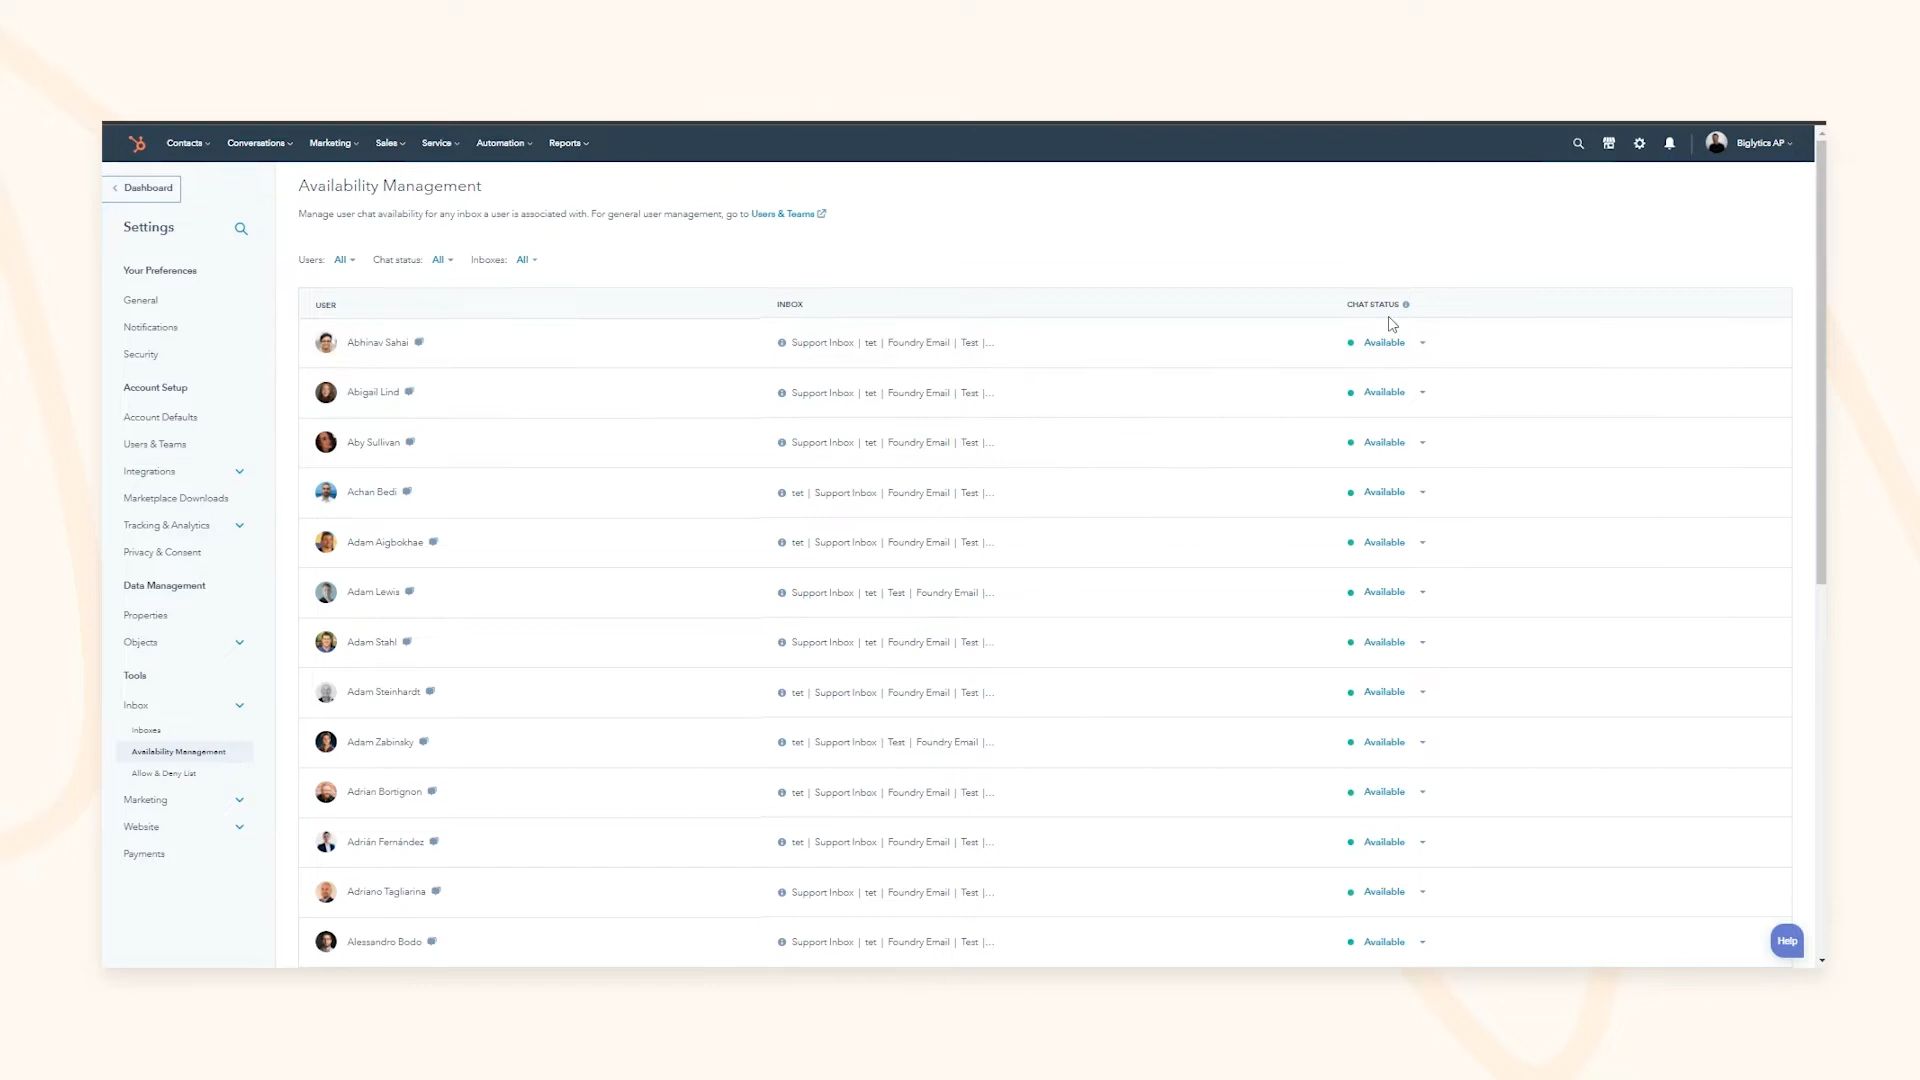 Contacts Conversations Marketing Sales Service Automation Reports Biglytics AP
Dashboard
Settings
Your Preferences
General
Notifications
Security
Account Setup
Account Defaults
Users & Teams
Integrations
Marketplace Downloads
Tracking & Analytics
Privacy & Consent
Data Management
Properties
Objects
Tools
Inbox
Inboxes
Availability Management
Allow & Deny List
Marketing
Website
Payments
Availability Management
Manage user chat availability for any inbox a user is associated with. For general user management, go to Users & Teams
Users: All Chat status: All Inboxes: All
USER INBOX CHAT STATUS
Abhinav Sahai Support Inbox | tet | Foundry Email | Test |... Available
Abigail Lind Support Inbox | tet | Foundry Email | Test |... Available
Aby Sullivan Support Inbox | tet | Foundry Email | Test |... Available
Achan Bedi tet | Support Inbox | Foundry Email | Test |... Available
Adam Aigbokhae tet | Support Inbox | Foundry Email | Test |... Available
Adam Lewis Support Inbox | tet | Test | Foundry Email |... Available
Adam Stahl Support Inbox | tet | Foundry Email | Test |... Available
Adam Steinhardt tet | Support Inbox | Foundry Email | Test |... Available
Adam Zabinsky tet | Support Inbox | Test | Foundry Email |... Available
Adrian Bortignon tet | Support Inbox | Foundry Email | Test |... Available
Adrián Fernández tet | Support Inbox | Foundry Email | Test |... Available
Adriano Tagliarina Support Inbox | tet | Foundry Email | Test |... Available
Alessandro Bodo Support Inbox | tet | Foundry Email | Test |... Available
Help